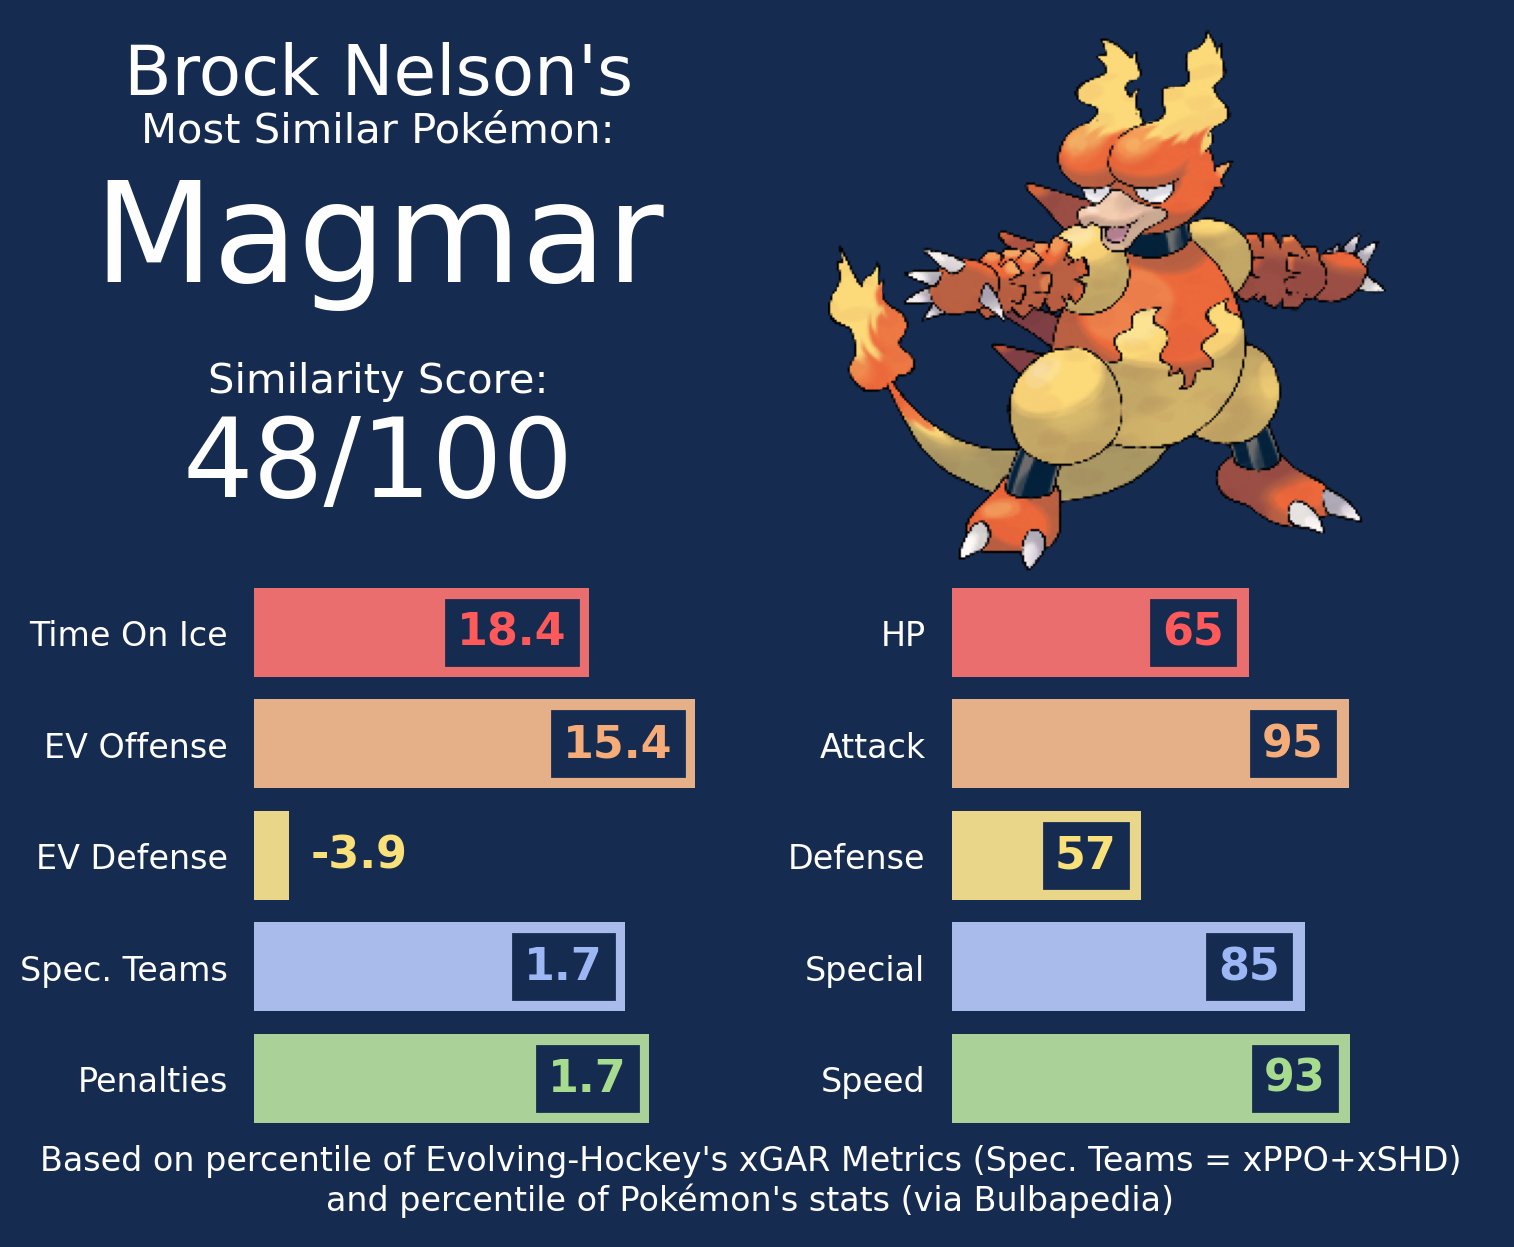 Brock Nelson's
Most Similar Pokémon:
Magmar
Similarity Score:
48/100
Time On Ice 18.4
EV Offense 15.4
EV Defense -3.9
Spec. Teams 1.7
Penalties 1.7
HP 65
Attack 95
Defense 57
Special 85
Speed 93
Based on percentile of Evolving-Hockey's xGAR Metrics (Spec. Teams = xPPO+xSHD)
and percentile of Pokémon's stats (via Bulbapedia)